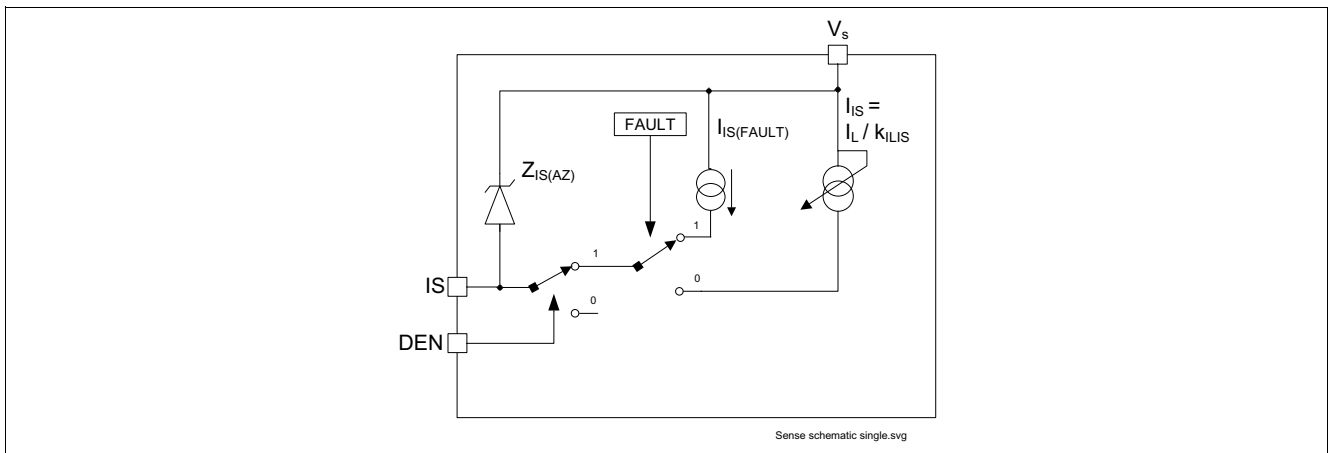 Vs
IIS =
IL / kILIS
FAULT
IIS(FAULT)
ZIS(AZ)
1
1
0
0
IS
DEN
Sense schematic single.svg